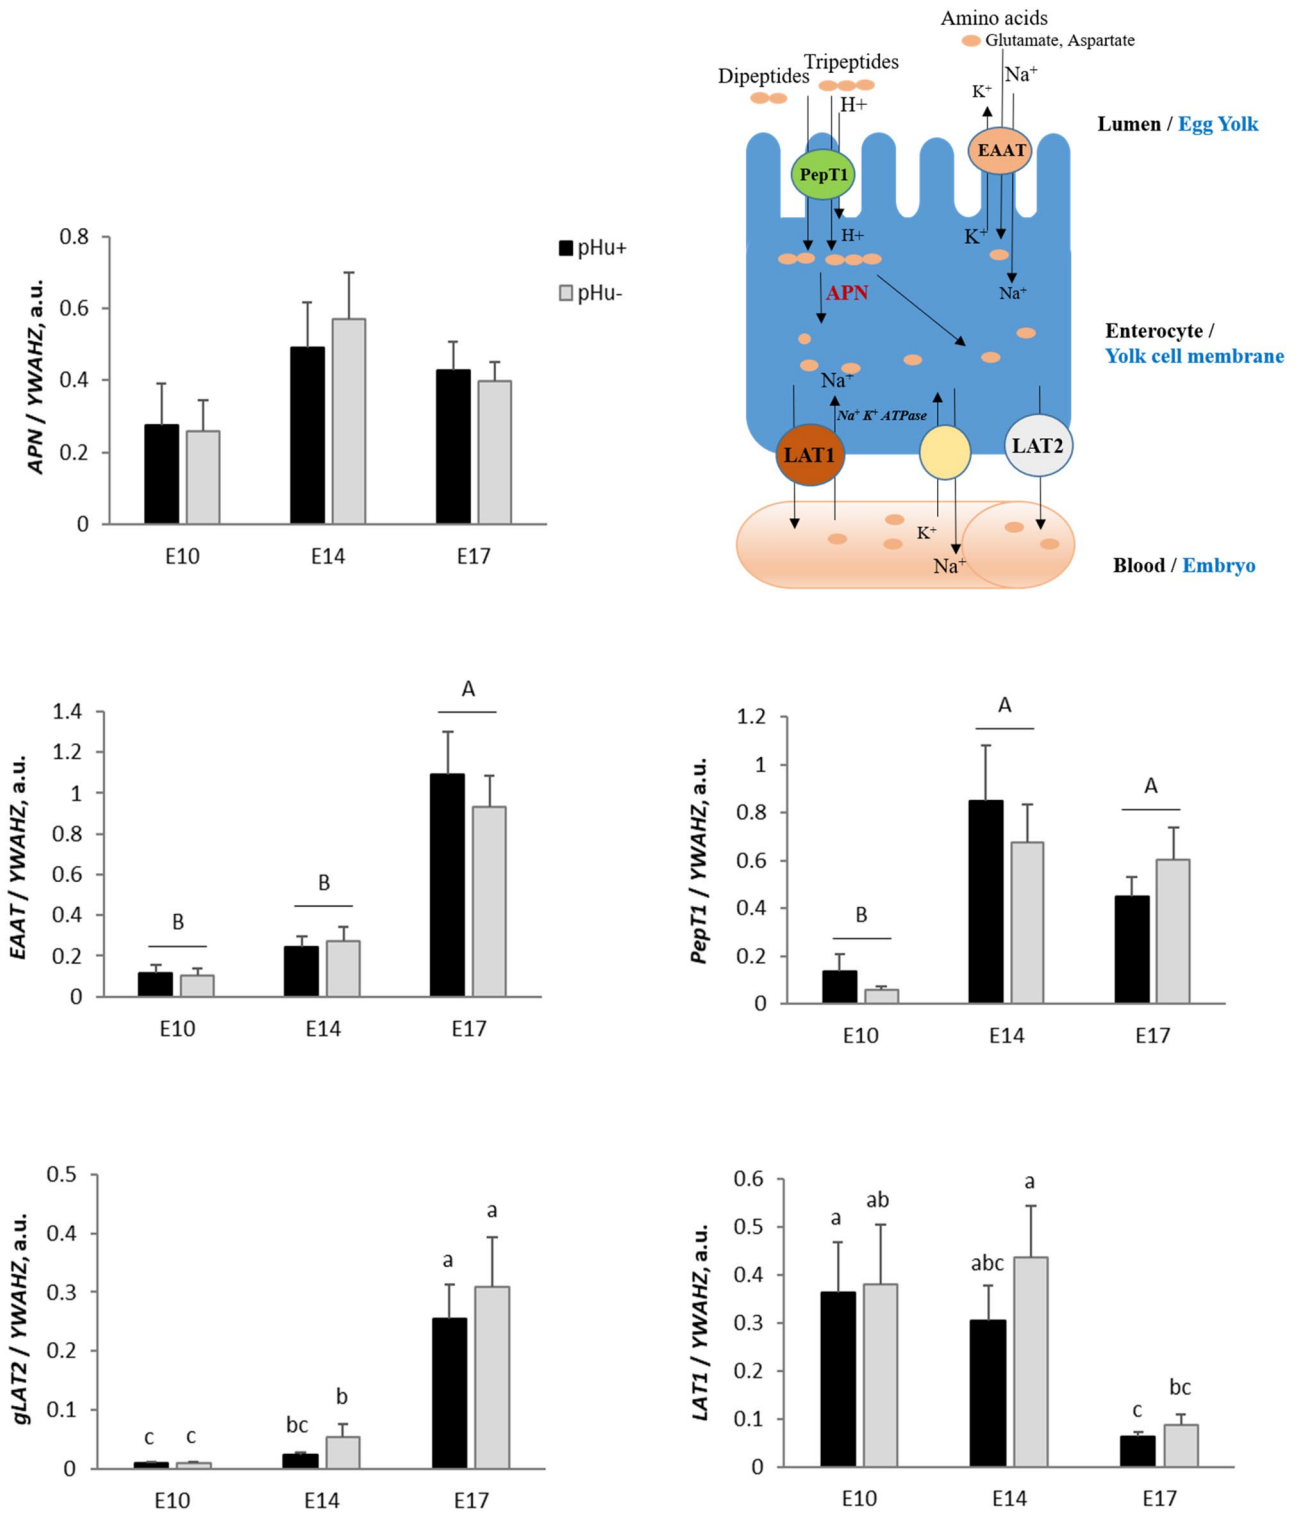 Amino acids
Glutamate, Aspartate
Dipeptides
Tripeptides
H+
K+
Na+
Lumen / Egg Yolk
PepT1
EAAT
H+
K+
Na+
APN
Enterocyte /
Yolk cell membrane
Na+
Na+ K+ ATPase
LAT1
LAT2
K+
Na+
Blood / Embryo
APN / YWAHZ, a.u.
0.8
0.6
0.4
0.2
0
E10
E14
E17
pHu+
pHu-
EAAT / YWAHZ, a.u.
1.4
1.2
1
0.8
0.6
0.4
0.2
0
B
B
A
E10
E14
E17
PepT1 / YWAHZ, a.u.
1.2
1
0.8
0.6
0.4
0.2
0
B
A
A
E10
E14
E17
gLAT2 / YWAHZ, a.u.
0.5
0.4
0.3
0.2
0.1
0
c
c
bc
b
a
a
E10
E14
E17
LAT1 / YWAHZ, a.u.
0.6
0.5
0.4
0.3
0.2
0.1
0
a
ab
abc
a
c
bc
E10
E14
E17